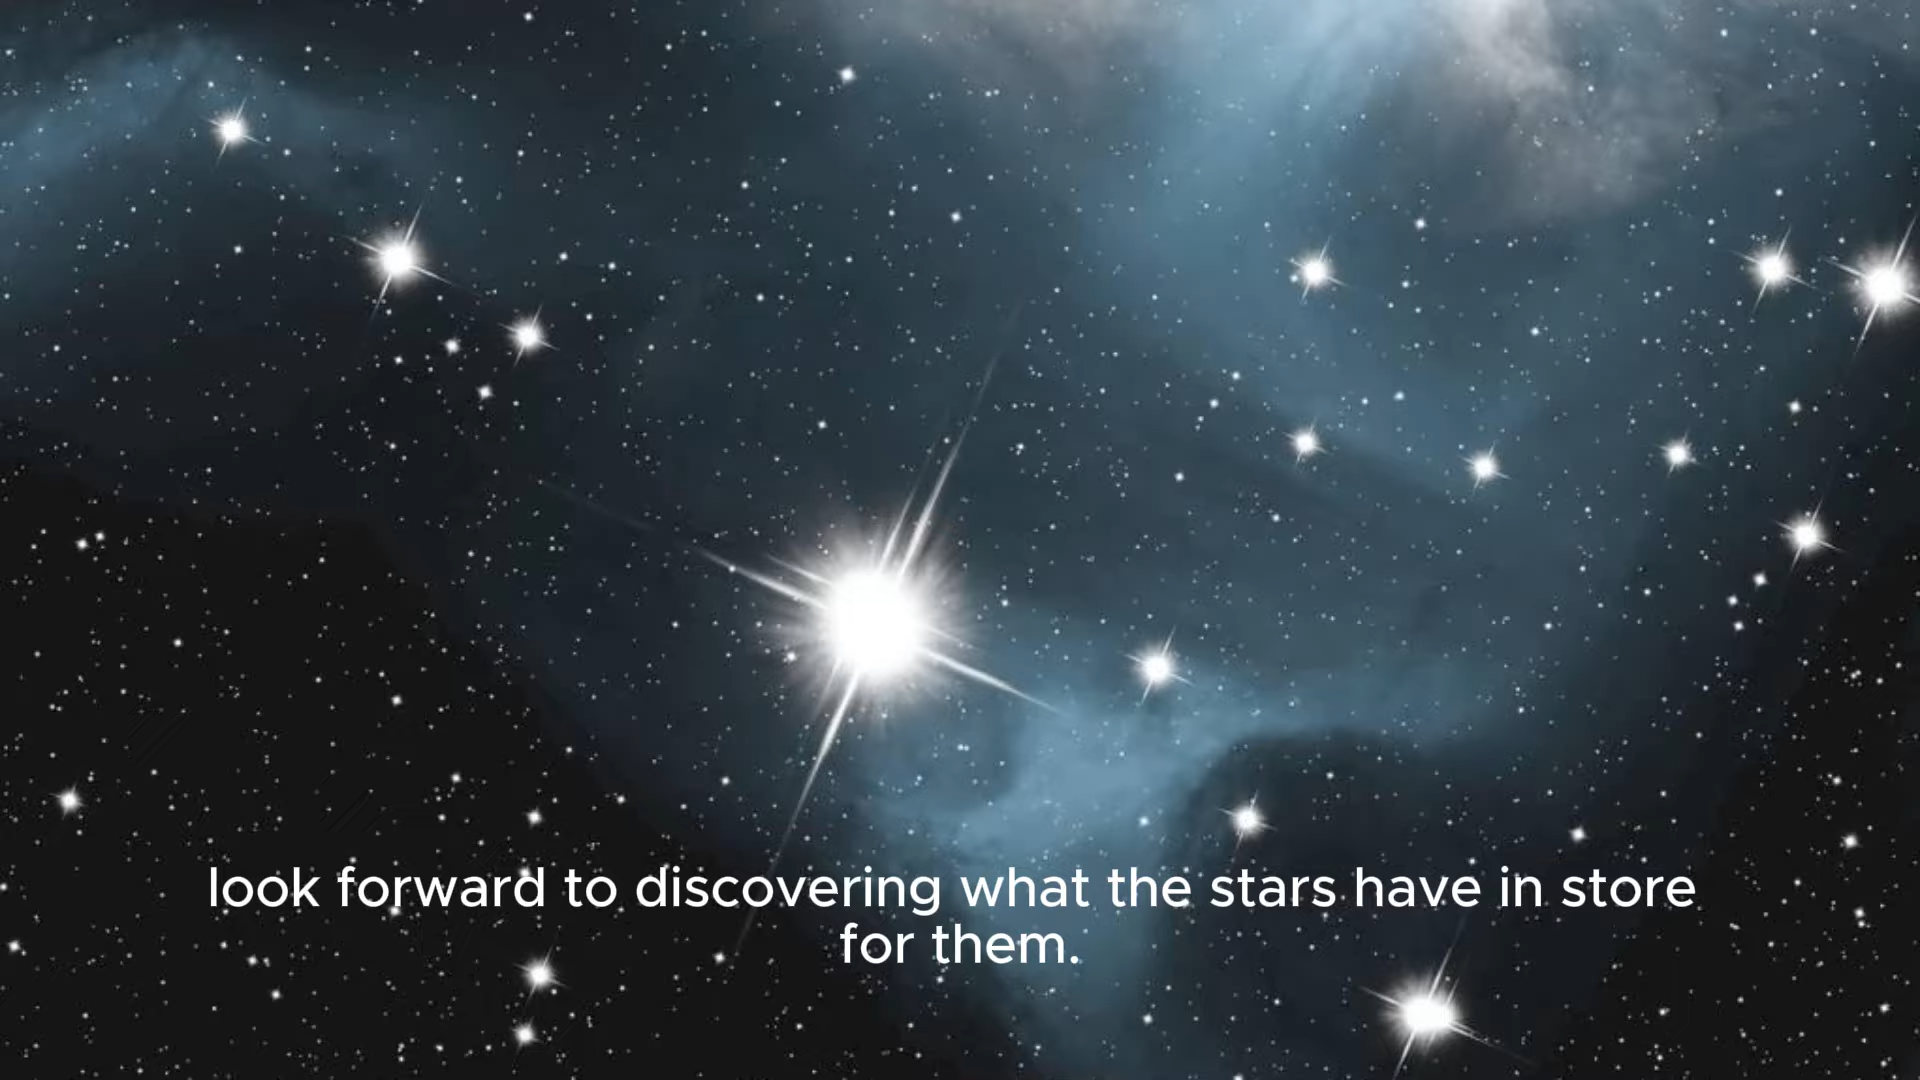 look forward to discovering what the stars have in store
for them.